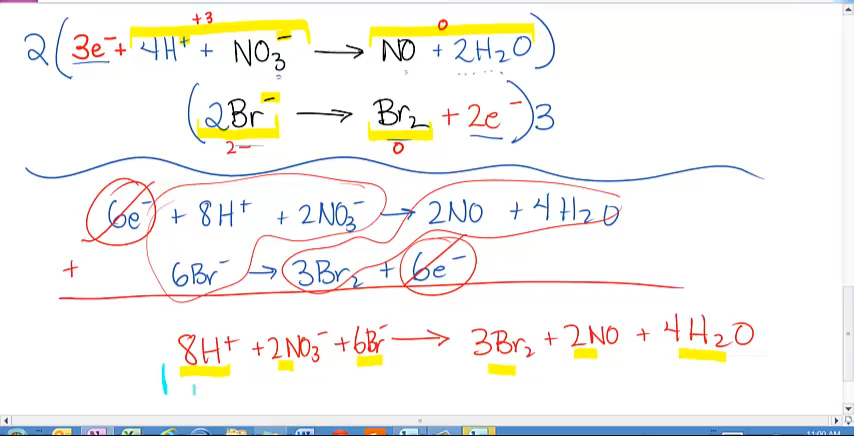 +3 0
2(3e⁻ + 4H⁺ + NO₃⁻ → NO + 2H₂O)
(2Br⁻ → Br₂ + 2e⁻)3
2− 0
6e⁻ + 8H⁺ + 2NO₃⁻ → 2NO + 4H₂O
+ 6Br⁻ → 3Br₂ + 6e⁻
8H⁺ + 2NO₃⁻ + 6Br⁻ → 3Br₂ + 2NO + 4H₂O